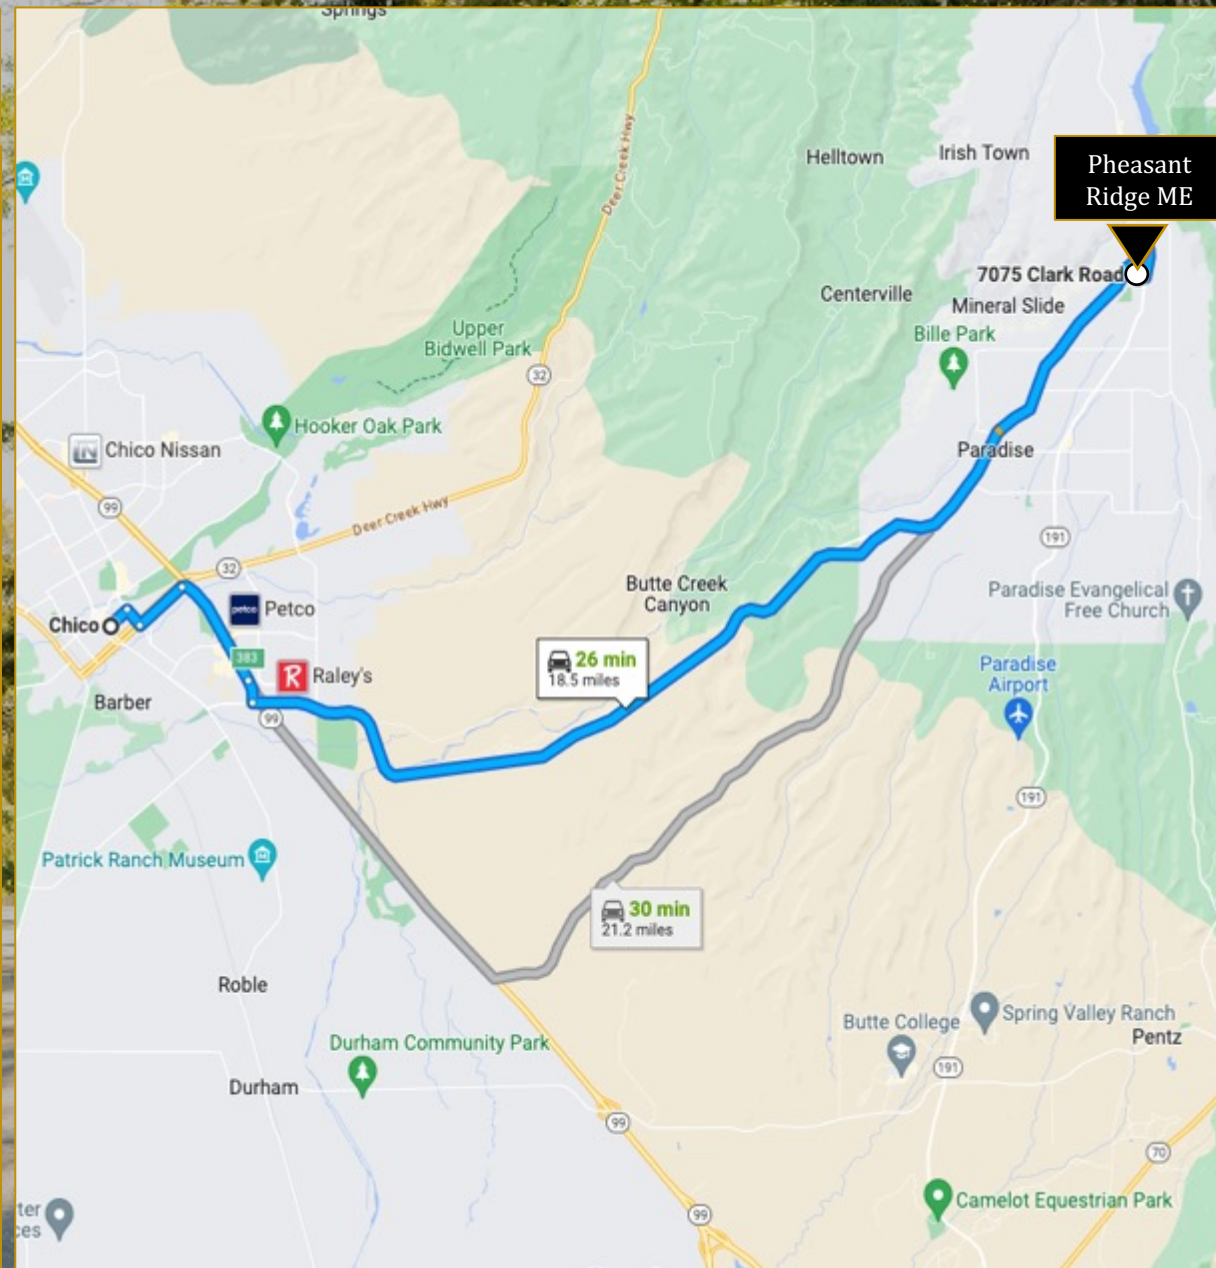 Springs
Deer Creek Hwy
Helltown
Irish Town
Pheasant
Ridge ME
7075 Clark Road
Centerville
Mineral Slide
Upper
Bidwell Park
Bille Park
32
Hooker Oak Park
Chico Nissan
Paradise
99
Deer Creek Hwy
191
32
Butte Creek
Canyon
Paradise Evangelical
Free Church
petco
Petco
Chico
383
R
Raley's
26 min
18.5 miles
Paradise
Airport
Barber
99
191
Patrick Ranch Museum
30 min
21.2 miles
Roble
Butte College
Spring Valley Ranch
Pentz
Durham Community Park
191
Durham
99
70
Camelot Equestrian Park
ter
ces
99